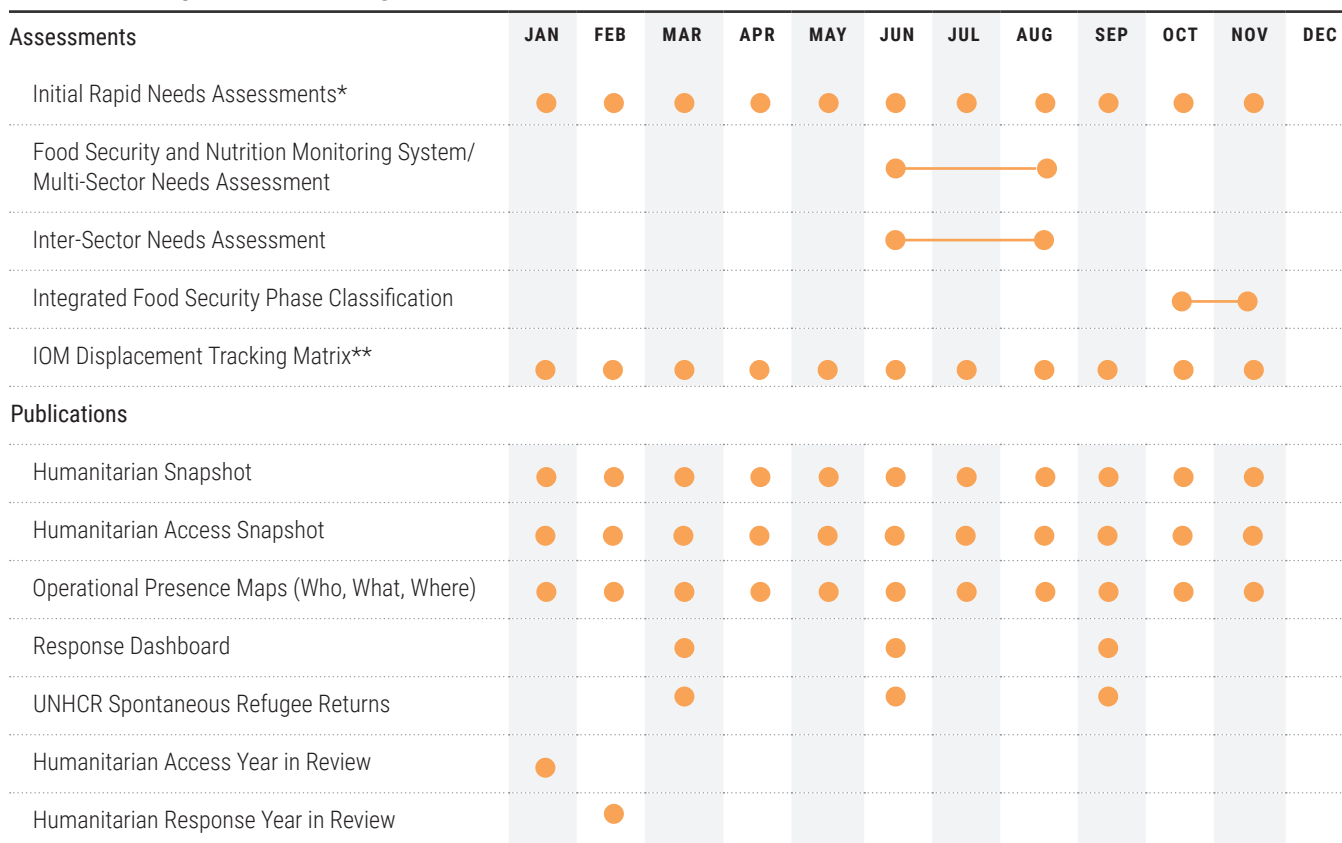 Assessments JAN FEB MAR APR MAY JUN JUL AUG SEP OCT NOV DEC
Initial Rapid Needs Assessments*
Food Security and Nutrition Monitoring System/
Multi-Sector Needs Assessment
Inter-Sector Needs Assessment
Integrated Food Security Phase Classification
IOM Displacement Tracking Matrix**
Publications
Humanitarian Snapshot
Humanitarian Access Snapshot
Operational Presence Maps (Who, What, Where)
Response Dashboard
UNHCR Spontaneous Refugee Returns
Humanitarian Access Year in Review
Humanitarian Response Year in Review